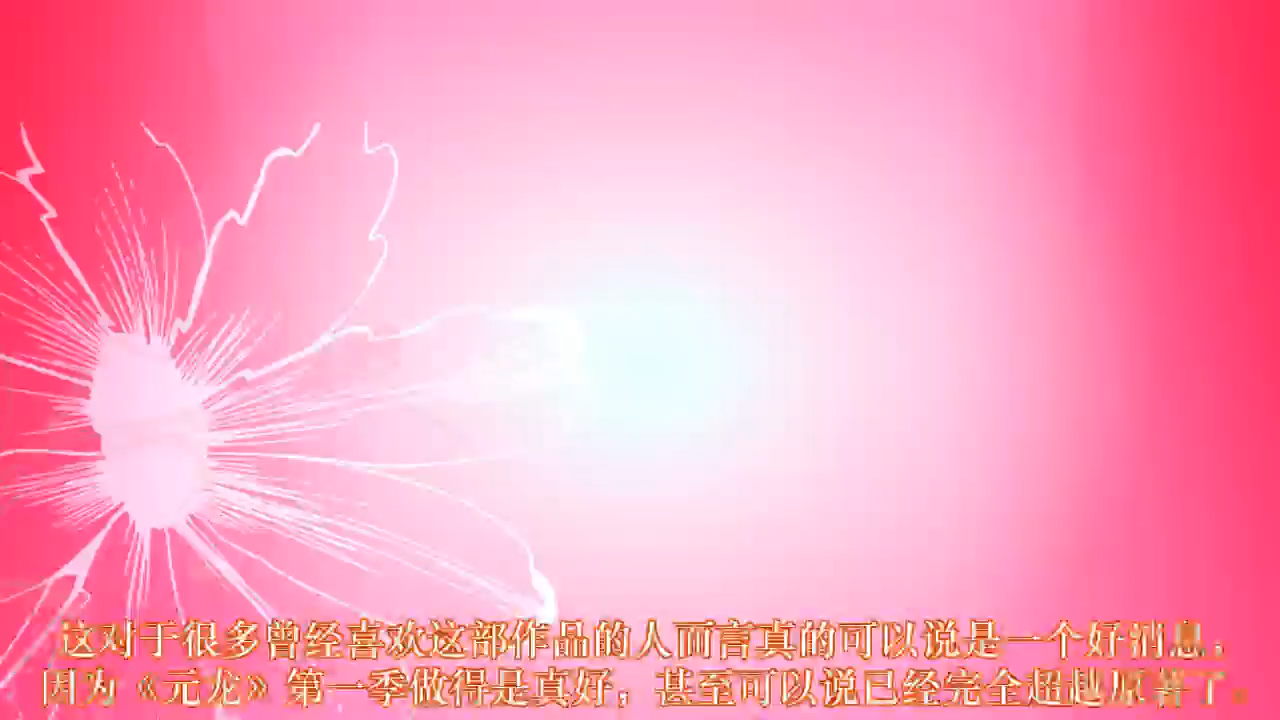 这对于很多曾经喜欢这部作品的人而言真的可以说是一个好消息，
因为《元龙》第一季做得是真好，甚至可以说已经完全超越原著了。